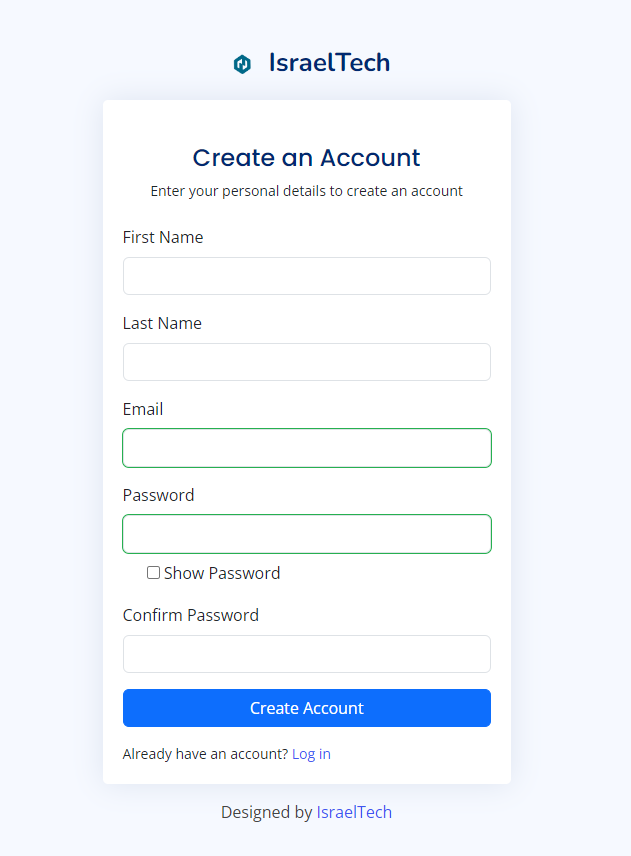 IsraelTech
Create an Account
Enter your personal details to create an account
First Name
Last Name
Email
Password
Show Password
Confirm Password
Create Account
Already have an account? Log in
Designed by IsraelTech